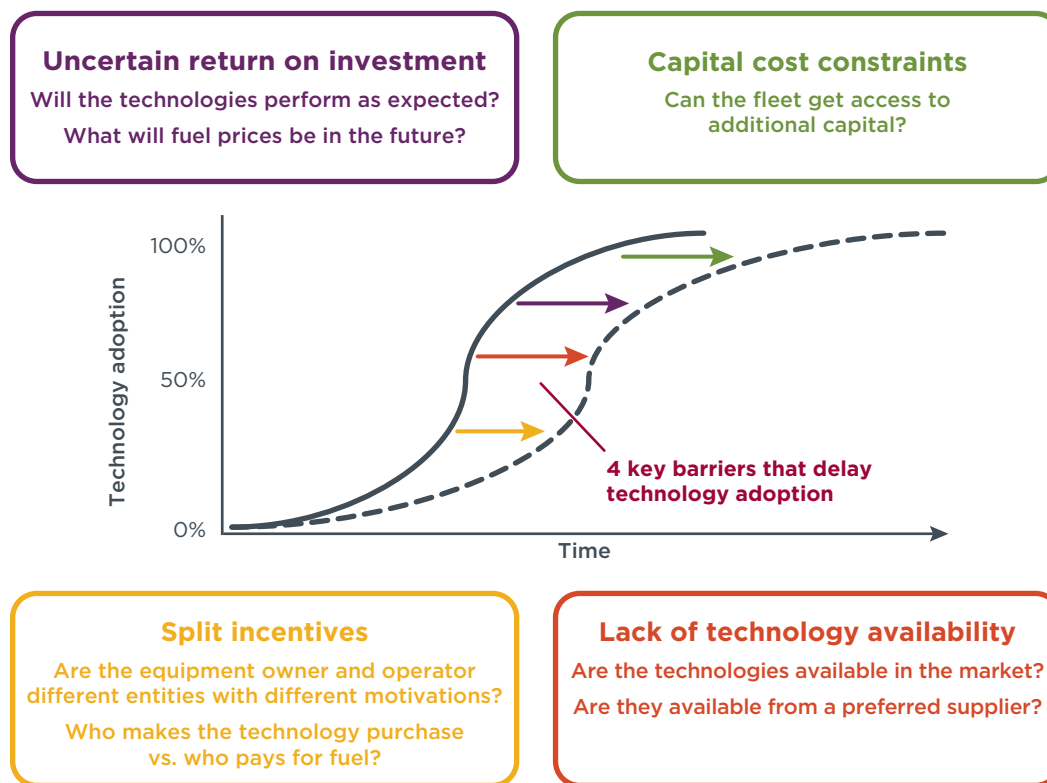 Uncertain return on investment
Will the technologies perform as expected?
What will fuel prices be in the future?
Capital cost constraints
Can the fleet get access to
additional capital?
Technology adoption
100%
50%
0%
4 key barriers that delay
technology adoption
Time
Split incentives
Are the equipment owner and operator
different entities with different motivations?
Who makes the technology purchase
vs. who pays for fuel?
Lack of technology availability
Are the technologies available in the market?
Are they available from a preferred supplier?